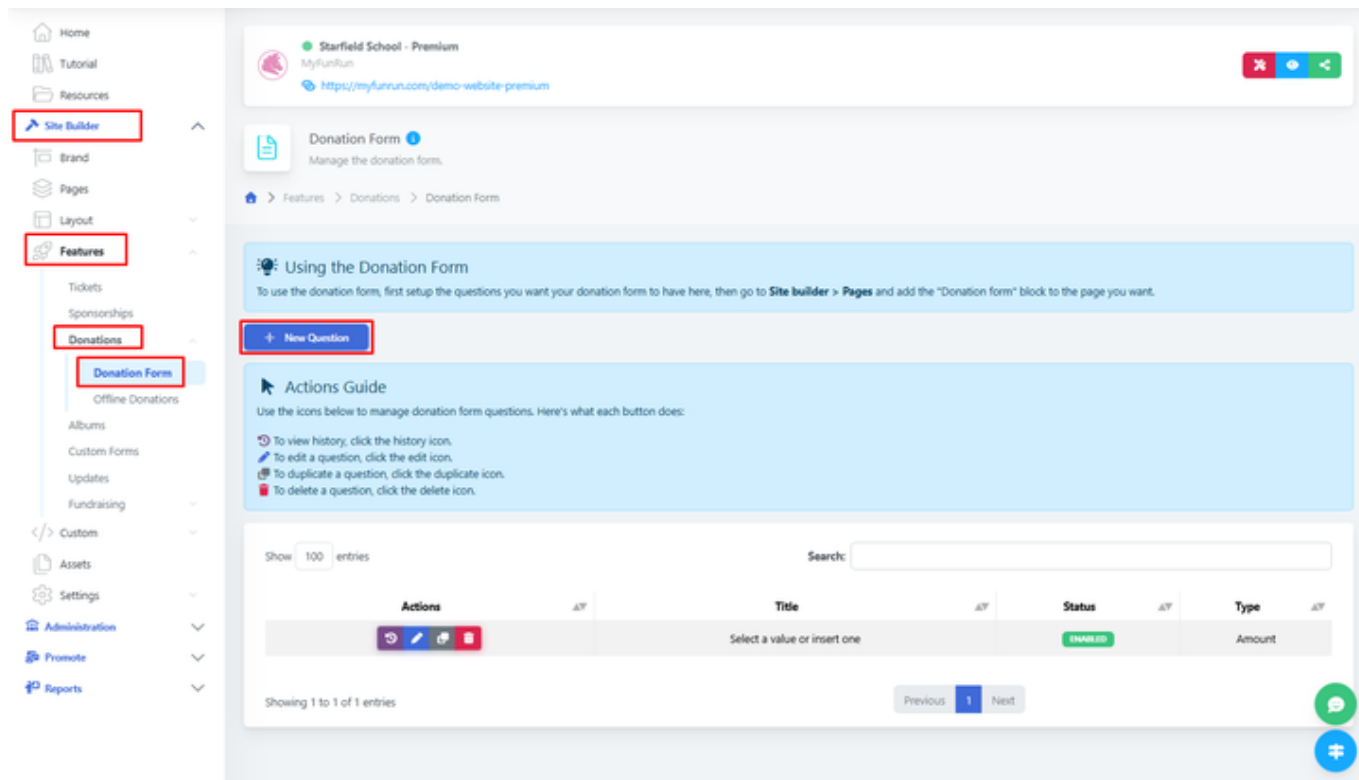 Home
Tutorial
Resources
Site Builder
Brand
Pages
Layout
Features
Tickets
Sponsorships
Donations
Donation Form
Offline Donations
Albums
Custom Forms
Updates
Fundraising
</> Custom
Assets
Settings
Administration
Promote
Reports
Starfield School - Premium
MyFunRun
https://myfunrun.com/demo-website-premium
Donation Form
Manage the donation form.
Features > Donations > Donation Form
Using the Donation Form
To use the donation form, first setup the questions you want your donation form to have here, then go to Site builder > Pages and add the "Donation form" block to the page you want.
+ New Question
Actions Guide
Use the icons below to manage donation form questions. Here's what each button does:
To view history, click the history icon.
To edit a question, click the edit icon.
To duplicate a question, click the duplicate icon.
To delete a question, click the delete icon.
Show 100 entries Search:
Actions Title Status Type
Select a value or insert one ENABLED Amount
Showing 1 to 1 of 1 entries Previous 1 Next